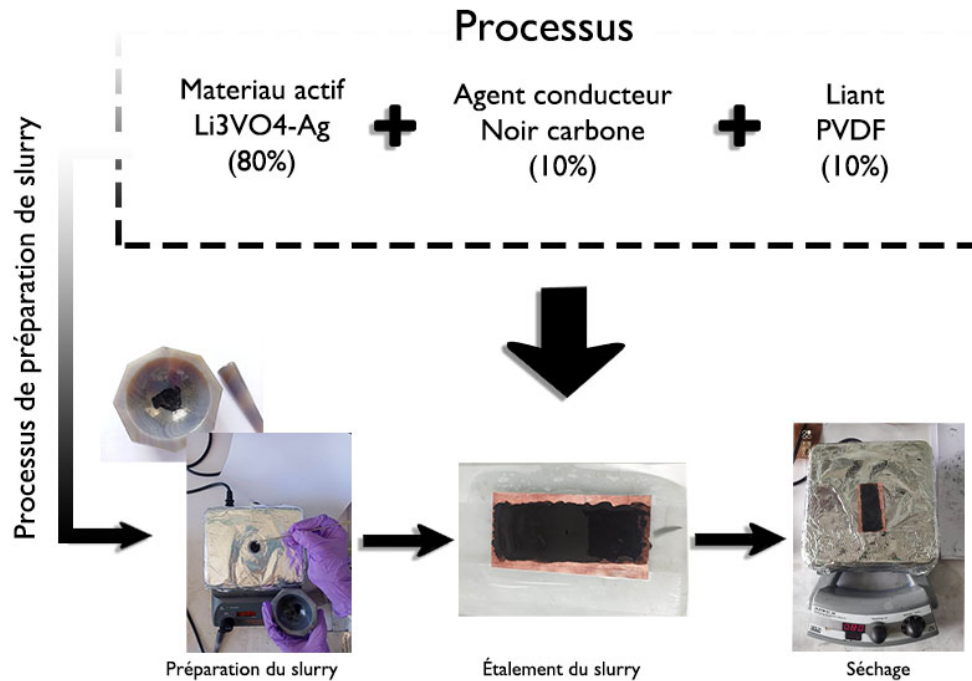 Processus
Materiau actif
Li3VO4-Ag
(80%)
Agent conducteur
Noir carbone
(10%)
Liant
PVDF
(10%)
Processus de préparation de slurry
Préparation du slurry
Étalement du slurry
Séchage